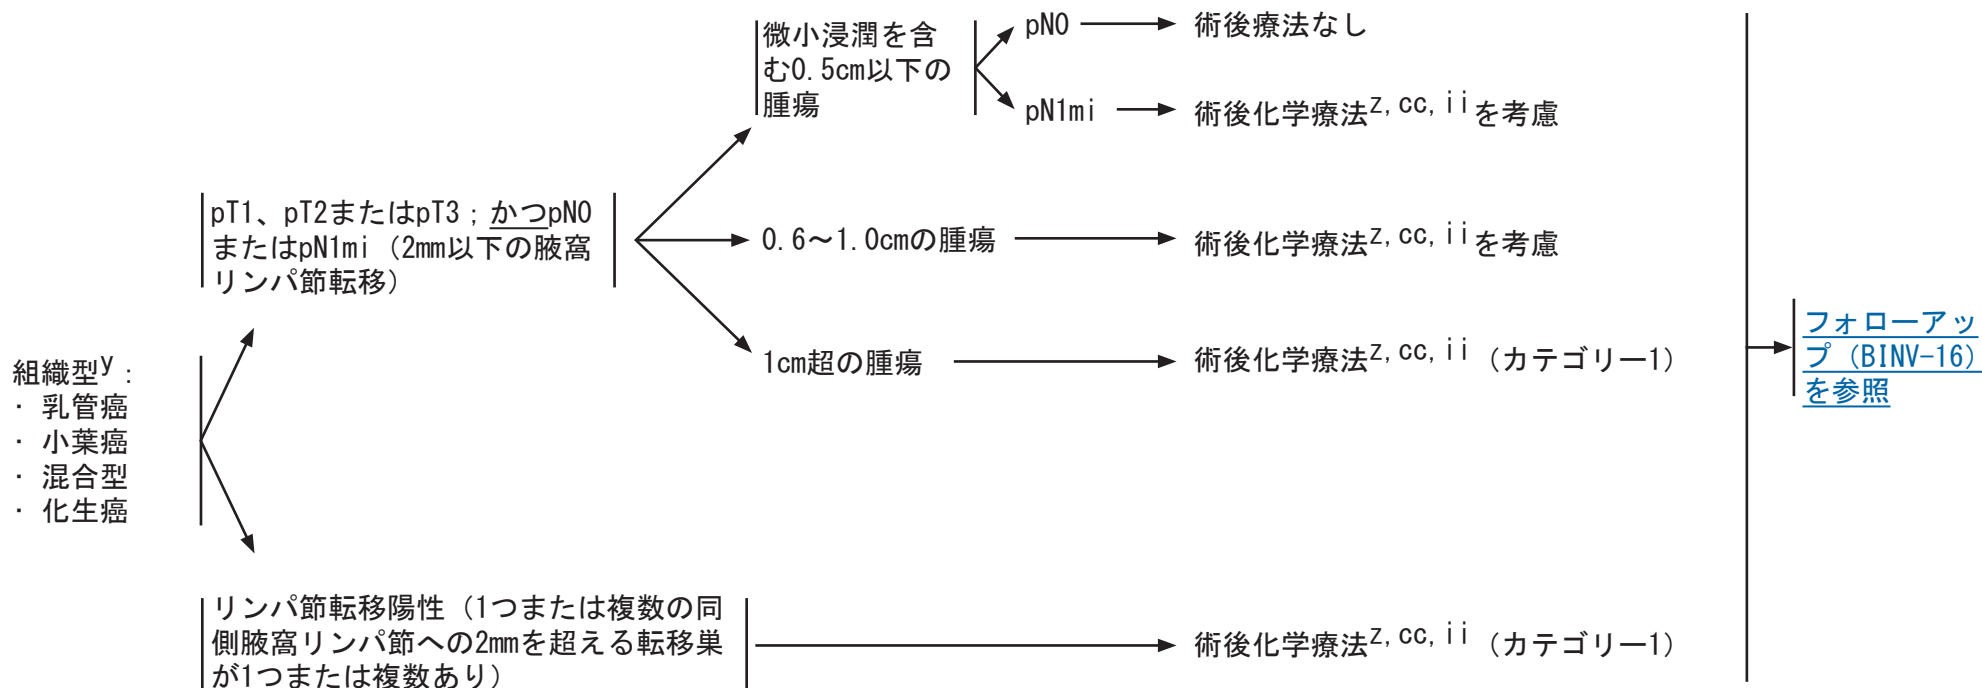 微小浸潤を含
む0.5cm以下の
腫瘍
pN0
術後療法なし
pN1mi
術後化学療法z, cc, iiを考慮
pT1、pT2またはpT3；かつpN0
またはpN1mi（2mm以下の腋窩
リンパ節転移）
0.6～1.0cmの腫瘍
術後化学療法z, cc, iiを考慮
1cm超の腫瘍
術後化学療法z, cc, ii（カテゴリー1）
フォローアッ
プ（BINV-16）
を参照
組織型y：
・ 乳管癌
・ 小葉癌
・ 混合型
・ 化生癌
リンパ節転移陽性（1つまたは複数の同
側腋窩リンパ節への2mmを超える転移巣
が1つまたは複数あり）
術後化学療法z, cc, ii（カテゴリー1）